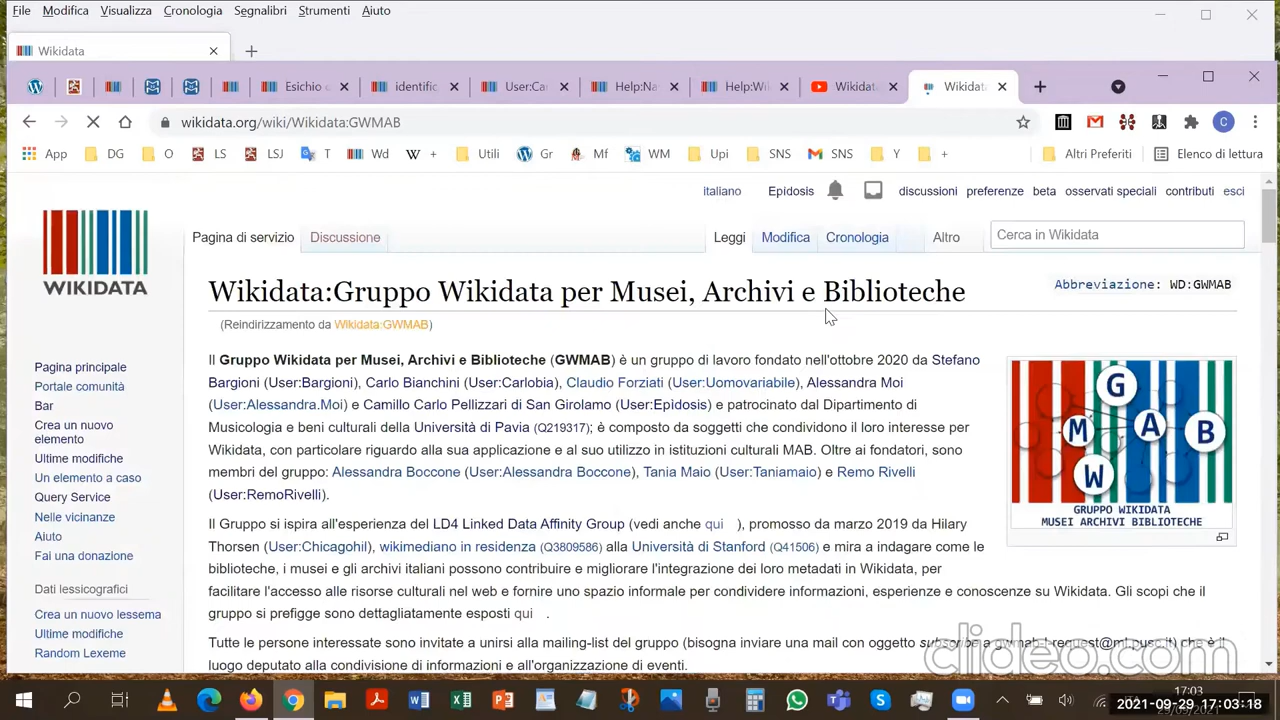 File Modifica Visualizza Cronologia Segnalibri Strumenti Aiuto
Wikidata
Esichio identific User:Ca Help:Na Help:Wi Wikidat Wikidat
wikidata.org/wiki/Wikidata:GWMAB
App DG O LS LSJ T Wd + Utili Gr Mf WM Upi SNS SNS Y + Altri Preferiti Elenco di lettura
italiano Epìdosis discussioni preferenze beta osservati speciali contributi esci
Pagina di servizio Discussione Leggi Modifica Cronologia Altro Cerca in Wikidata
WIKIDATA
Wikidata:Gruppo Wikidata per Musei, Archivi e Biblioteche
Abbreviazione: WD:GWMAB
(Reindirizzamento da Wikidata:GWMAB)
Il Gruppo Wikidata per Musei, Archivi e Biblioteche (GWMAB) è un gruppo di lavoro fondato nell'ottobre 2020 da Stefano
Bargioni (User:Bargioni), Carlo Bianchini (User:Carlobia), Claudio Forziati (User:Uomovariabile), Alessandra Moi
(User:Alessandra.Moi) e Camillo Carlo Pellizzari di San Girolamo (User:Epìdosis) e patrocinato dal Dipartimento di
Musicologia e beni culturali della Università di Pavia (Q219317); è composto da soggetti che condividono il loro interesse per
Wikidata, con particolare riguardo alla sua applicazione e al suo utilizzo in istituzioni culturali MAB. Oltre ai fondatori, sono
membri del gruppo: Alessandra Boccone (User:Alessandra Boccone), Tania Maio (User:Taniamaio) e Remo Rivelli
(User:RemoRivelli).
Il Gruppo si ispira all'esperienza del LD4 Linked Data Affinity Group (vedi anche qui ), promosso da marzo 2019 da Hilary
Thorsen (User:Chicagohil), wikimediano in residenza (Q3809586) alla Università di Stanford (Q41506) e mira a indagare come le
biblioteche, i musei e gli archivi italiani possono contribuire e migliorare l'integrazione dei loro metadati in Wikidata, per
facilitare l'accesso alle risorse culturali nel web e fornire uno spazio informale per condividere informazioni, esperienze e conoscenze su Wikidata. Gli scopi che il
gruppo si prefigge sono dettagliatamente esposti qui .
Tutte le persone interessate sono invitate a unirsi alla mailing-list del gruppo (bisogna inviare una mail con oggetto subscribe a gwmab-l-request@ml.pusc.it) che è il
luogo deputato alla condivisione di informazioni e all'organizzazione di eventi.
G
M A B
W
GRUPPO WIKIDATA
MUSEI ARCHIVI BIBLIOTECHE
Pagina principale
Portale comunità
Bar
Crea un nuovo
elemento
Ultime modifiche
Un elemento a caso
Query Service
Nelle vicinanze
Aiuto
Fai una donazione
Dati lessicografici
Crea un nuovo lessema
Ultime modifiche
Random Lexeme
clideo.com
17:03
2021-09-29 17:03:18